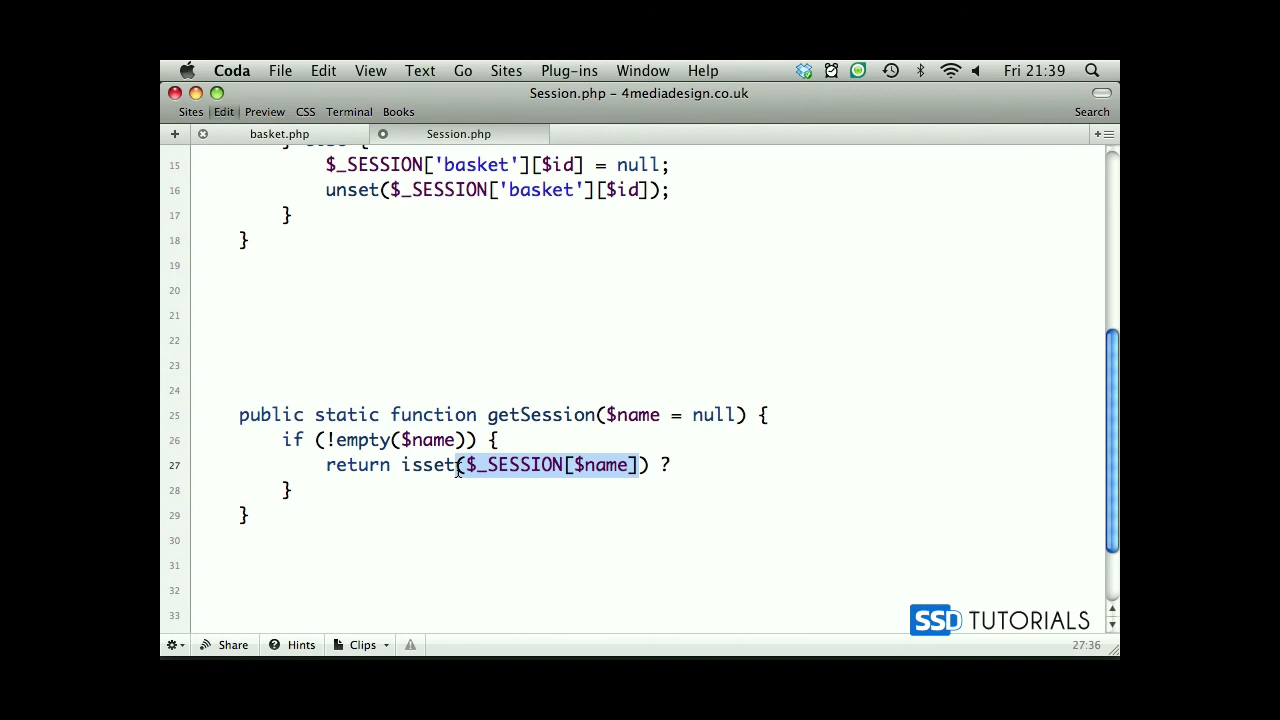 Coda File Edit View Text Go Sites Plug-ins Window Help Fri 21:39
Session.php - 4mediadesign.co.uk
Sites Edit Preview CSS Terminal Books Search
basket.php Session.php
} else {
15 $_SESSION['basket'][$id] = null;
16 unset($_SESSION['basket'][$id]);
17 }
18 }
19
20
21
22
23
24
25 public static function getSession($name = null) {
26 if (!empty($name)) {
27 return isset($_SESSION[$name]) ?
28 }
29 }
30
31
32
33
SSD TUTORIALS
Share Hints Clips 27:36